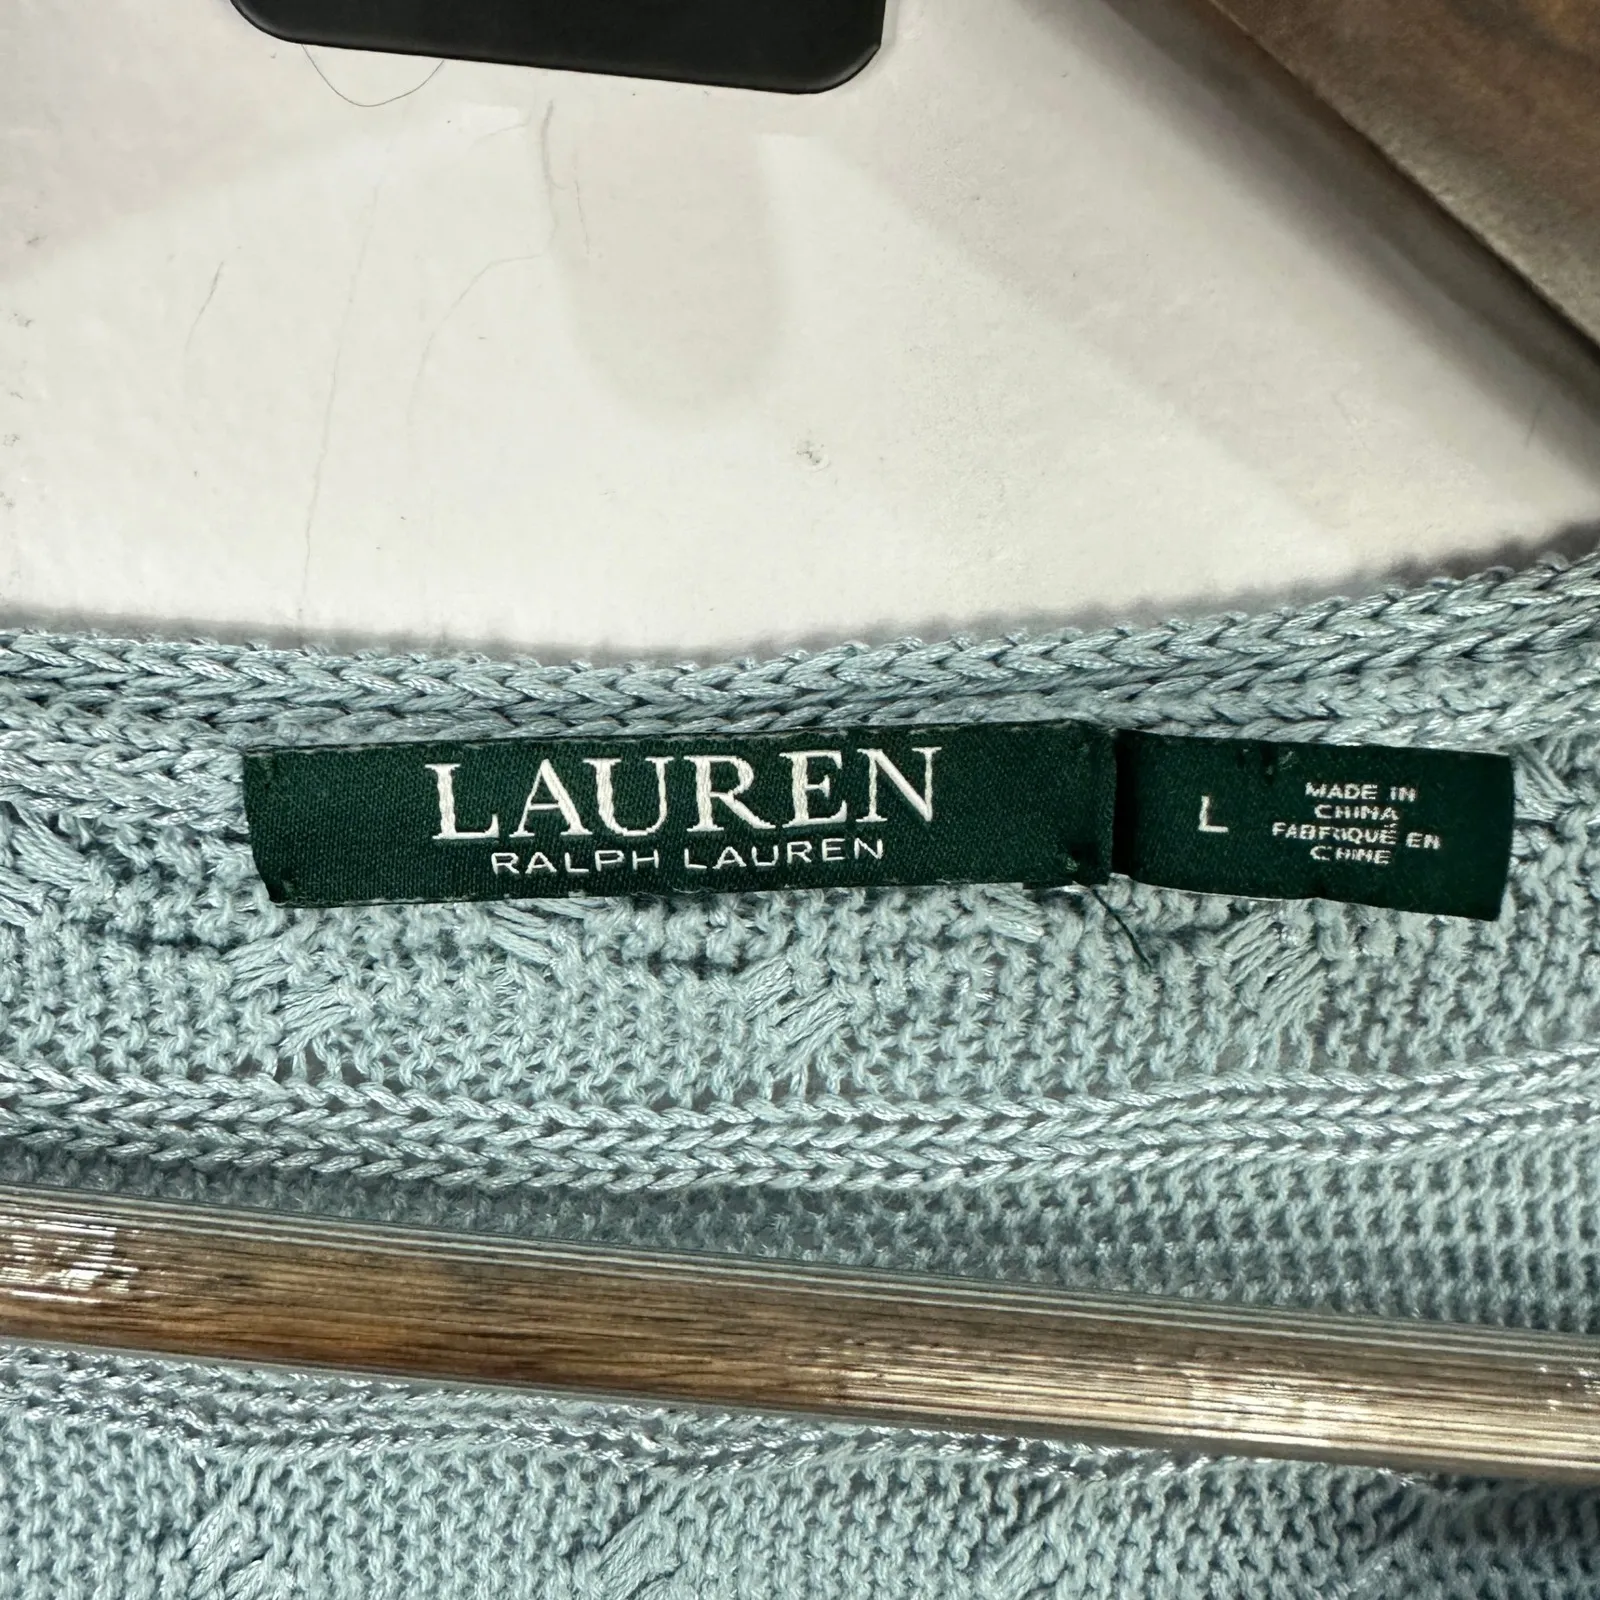 LAUREN
RALPH LAUREN
L
MADE IN
CHINA
FABRIQUÉ EN
CHINE